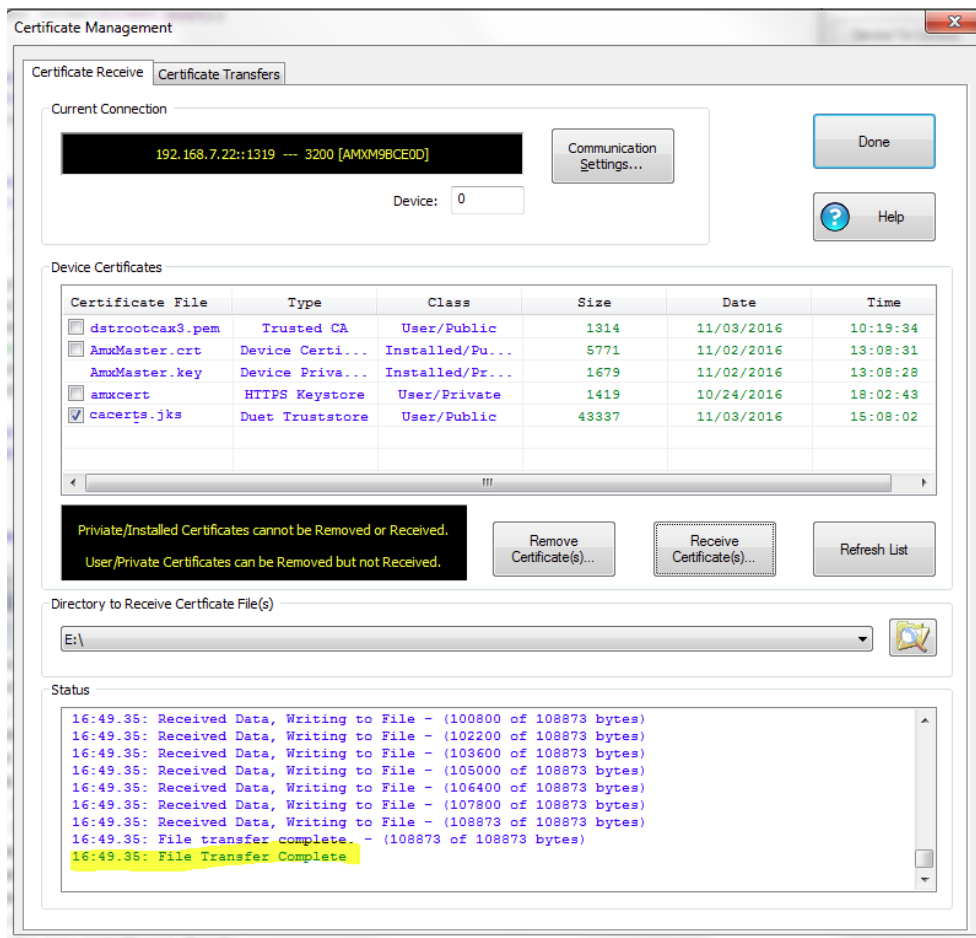 Certificate Management
Certificate Receive Certificate Transfers
Current Connection
192.168.7.22::1319 --- 3200 [AMXM9BCE0D]
Communication
Settings...
Done
Device: 0
Help
Device Certificates
Certificate File Type Class Size Date Time
dstrootcax3.pem Trusted CA User/Public 1314 11/03/2016 10:19:34
AmxMaster.crt Device Certi... Installed/Pu... 5771 11/02/2016 13:08:31
AmxMaster.key Device Priva... Installed/Pr... 1679 11/02/2016 13:08:28
amxcert HTTPS Keystore User/Private 1419 10/24/2016 18:02:43
cacerts.jks Duet Truststore User/Public 43337 11/03/2016 15:08:02
Priviate/Installed Certificates cannot be Removed or Received.
User/Private Certificates can be Removed but not Received.
Remove
Certificate(s)...
Receive
Certificate(s)...
Refresh List
Directory to Receive Certficate File(s)
E:\
Status
16:49.35: Received Data, Writing to File - (100800 of 108873 bytes)
16:49.35: Received Data, Writing to File - (102200 of 108873 bytes)
16:49.35: Received Data, Writing to File - (103600 of 108873 bytes)
16:49.35: Received Data, Writing to File - (105000 of 108873 bytes)
16:49.35: Received Data, Writing to File - (106400 of 108873 bytes)
16:49.35: Received Data, Writing to File - (107800 of 108873 bytes)
16:49.35: Received Data, Writing to File - (108873 of 108873 bytes)
16:49.35: File transfer complete. - (108873 of 108873 bytes)
16:49.35: File Transfer Complete